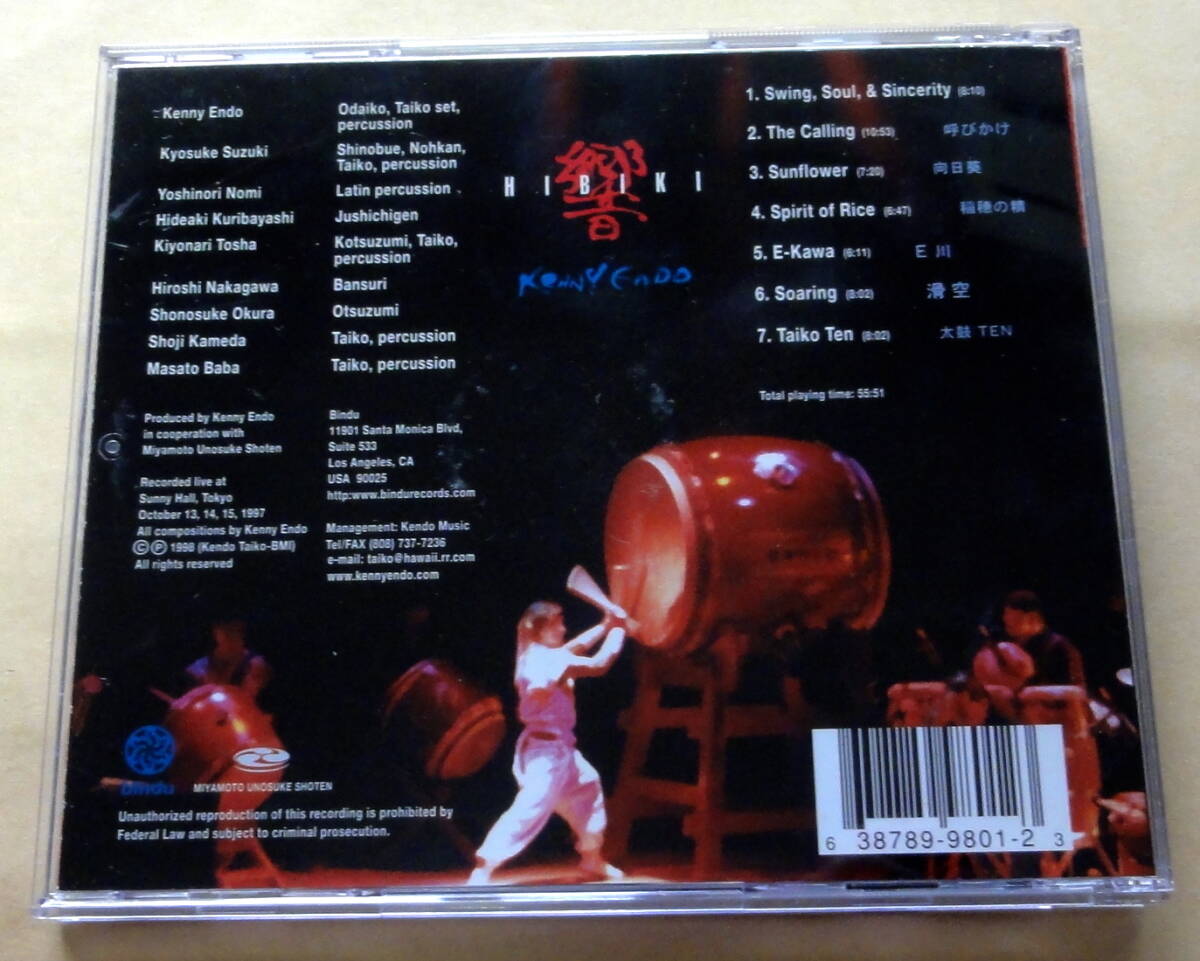 Kenny Endo
Odaiko, Taiko set,
percussion
Kyosuke Suzuki
Shinobue, Nohkan,
Taiko, percussion
Yoshinori Nomi
Latin percussion
Hideaki Kuribayashi
Jushichigen
Kiyonari Tosha
Kotsuzumi, Taiko,
percussion
Hiroshi Nakagawa
Bansuri
Shonosuke Okura
Otsuzumi
Shoji Kameda
Taiko, percussion
Masato Baba
Taiko, percussion
Produced by Kenny Endo
in cooperation with
Miyamoto Unosuke Shoten
Recorded live at
Sunny Hall, Tokyo
October 13, 14, 15, 1997
All compositions by Kenny Endo
©℗ 1998 (Kendo Taiko-BMI)
All rights reserved
Bindu
11901 Santa Monica Blvd,
Suite 533
Los Angeles, CA
USA 90025
http:www.bindurecords.com
Management: Kendo Music
Tel/FAX (808) 737-7236
e-mail: taiko@hawaii.rr.com
www.kennyendo.com
響
HIBIKI
Kenny Endo
1. Swing, Soul, & Sincerity (8:10)
2. The Calling (10:53) 呼びかけ
3. Sunflower (7:20) 向日葵
4. Spirit of Rice (6:47) 稲穂の精
5. E-Kawa (6:11) E 川
6. Soaring (8:02) 滑空
7. Taiko Ten (8:02) 太鼓 TEN
Total playing time: 55:51
bindu
MIYAMOTO UNOSUKE SHOTEN
Unauthorized reproduction of this recording is prohibited by
Federal Law and subject to criminal prosecution.
6 38789-9801-2 3